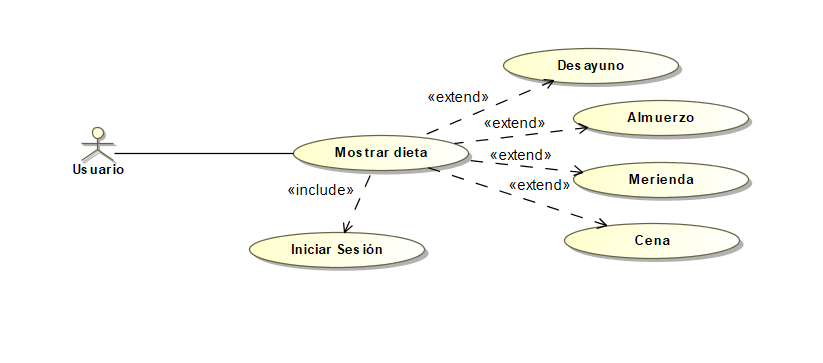 Desayuno
«extend»
Almuerzo
«extend»
Mostrar dieta
«extend»
Usuario
Merienda
«extend»
«include»
Cena
Iniciar Sesión